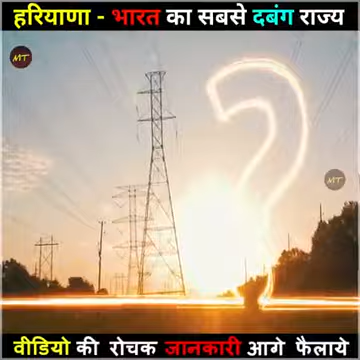 हरियाणा - भारत का सबसे दबंग राज्य
MT
MT
वीडियो की रोचक जानकारी आगे फैलाये